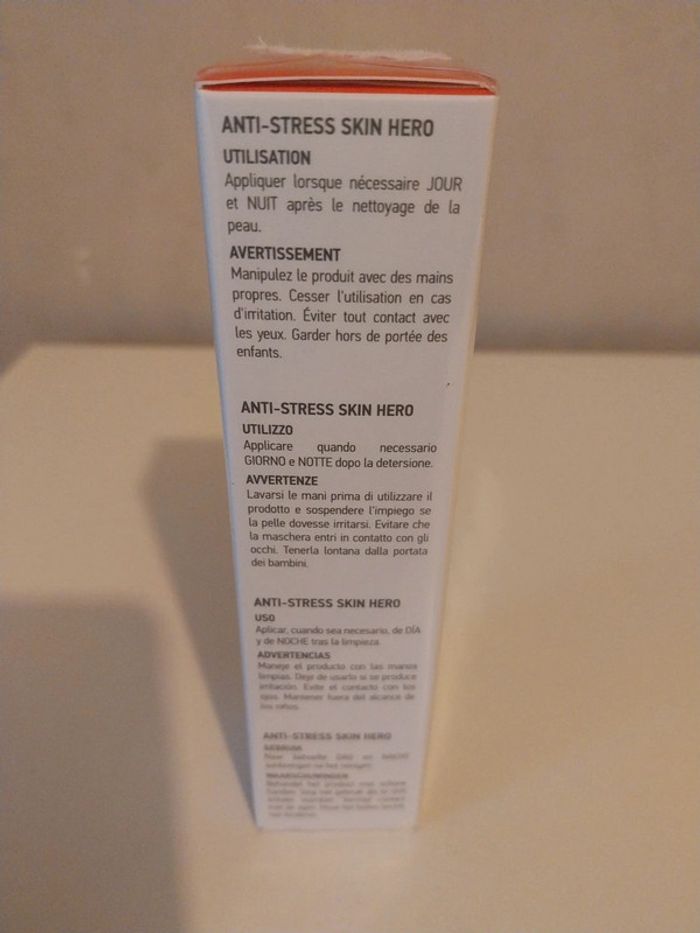 ANTI-STRESS SKIN HERO
UTILISATION
Appliquer lorsque nécessaire JOUR
et NUIT après le nettoyage de la
peau.
AVERTISSEMENT
Manipulez le produit avec des mains
propres. Cesser l'utilisation en cas
d'irritation. Éviter tout contact avec
les yeux. Garder hors de portée des
enfants.
ANTI-STRESS SKIN HERO
UTILIZZO
Applicare quando necessario
GIORNO e NOTTE dopo la detersione.
AVVERTENZE
Lavarsi le mani prima di utilizzare il
prodotto e sospendere l'impiego se
la pelle dovesse irritarsi. Evitare che
la maschera entri in contatto con gli
occhi. Tenerla lontana dalla portata
dei bambini.
ANTI-STRESS SKIN HERO
USO
Aplicar, cuando sea necesario, de DÍA
y de NOCHE tras la limpieza.
ADVERTENCIAS
Maneje el producto con las manos
limpias. Deje de usarlo si se produce
irritación. Evite el contacto con los
ojos. Mantener fuera del alcance de
los niños.
ANTI-STRESS SKIN HERO